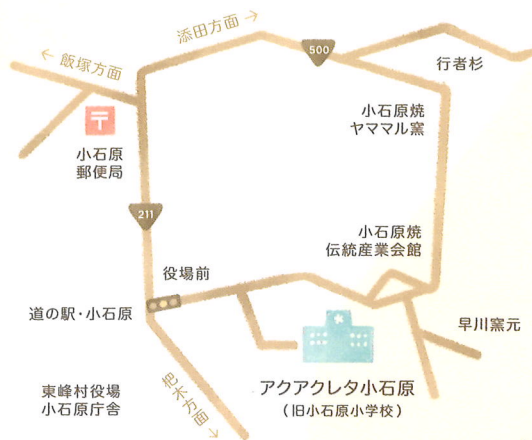 添田方面→
500
←飯塚方面
行者杉
〒
小石原焼
ヤママル窯
小石原
郵便局
211
小石原焼
伝統産業会館
役場前
道の駅・小石原
早川窯元
アクアクレタ小石原
(旧小石原小学校)
東峰村役場
小石原庁舎
杷木方面→